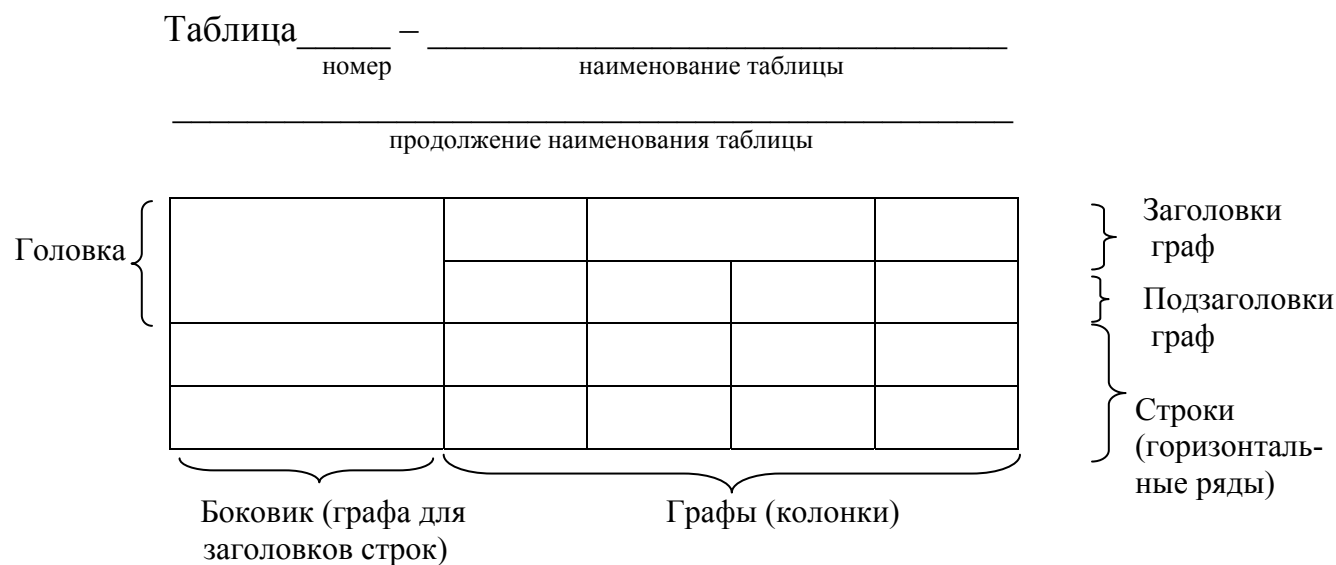 Таблица_____ – _______________________________
номер наименование таблицы
_____________________________________________
продолжение наименования таблицы
Головка
Заголовки
граф
Подзаголовки
граф
Строки
(горизонталь-
ные ряды)
Боковик (графа для
заголовков строк)
Графы (колонки)